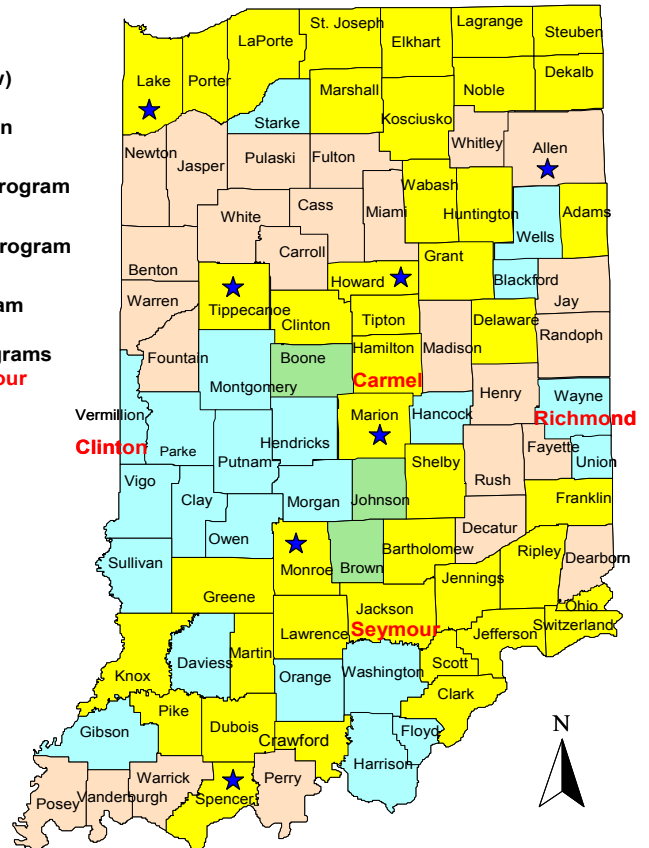 v)
n
rogram
rogram
am
grams
our
St. Joseph
Lagrange
Steuben
LaPorte
Elkhart
Lake
Porter
Dekalb
Marshall
Noble
Starke
Kosciusko
Newton
Jasper
Pulaski
Fulton
Whitley
Allen
Wabash
White
Cass
Miami
Huntington
Adams
Wells
Carroll
Grant
Benton
Howard
Blackford
Warren
Tippecanoe
Jay
Clinton
Tipton
Delaware
Randoph
Fountain
Boone
Hamilton
Madison
Montgomery
Carmel
Henry
Wayne
Vermillion
Marion
Hancock
Richmond
Clinton
Parke
Hendricks
Fayette
Putnam
Shelby
Union
Vigo
Rush
Clay
Morgan
Johnson
Franklin
Owen
Decatur
Sullivan
Monroe
Brown
Bartholomew
Ripley
Dearborn
Greene
Jennings
Jackson
Ohio
Lawrence
Seymour
Jefferson
Switzerland
Daviess
Martin
Knox
Orange
Washington
Scott
Clark
Pike
Gibson
Dubois
Crawford
Floyd
N
Harrison
Posey
Vanderburgh
Warrick
Spencer
Perry